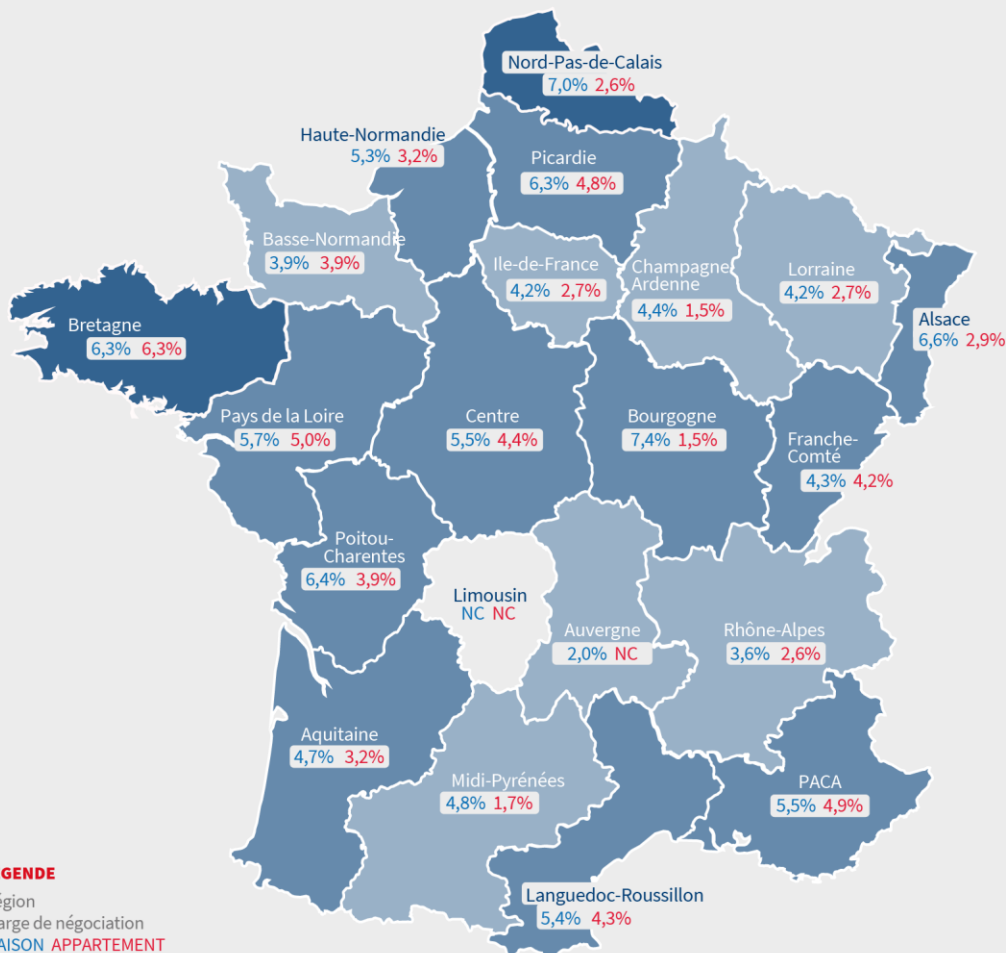 Nord-Pas-de-Calais
7,0% 2,6%
Haute-Normandie
5,3% 3,2%
Picardie
6,3% 4,8%
Basse-Normandie
3,9% 3,9%
Ile-de-France
4,2% 2,7%
Champagne
Ardenne
4,4% 1,5%
Lorraine
4,2% 2,7%
Alsace
6,6% 2,9%
Bretagne
6,3% 6,3%
Pays de la Loire
5,7% 5,0%
Centre
5,5% 4,4%
Bourgogne
7,4% 1,5%
Franche-
Comté
4,3% 4,2%
Poitou-
Charentes
6,4% 3,9%
Limousin
NC NC
Auvergne
2,0% NC
Rhône-Alpes
3,6% 2,6%
Aquitaine
4,7% 3,2%
Midi-Pyrénées
4,8% 1,7%
PACA
5,5% 4,9%
Languedoc-Roussillon
5,4% 4,3%
GENDE
égion
arge de négociation
AISON APPARTEMENT